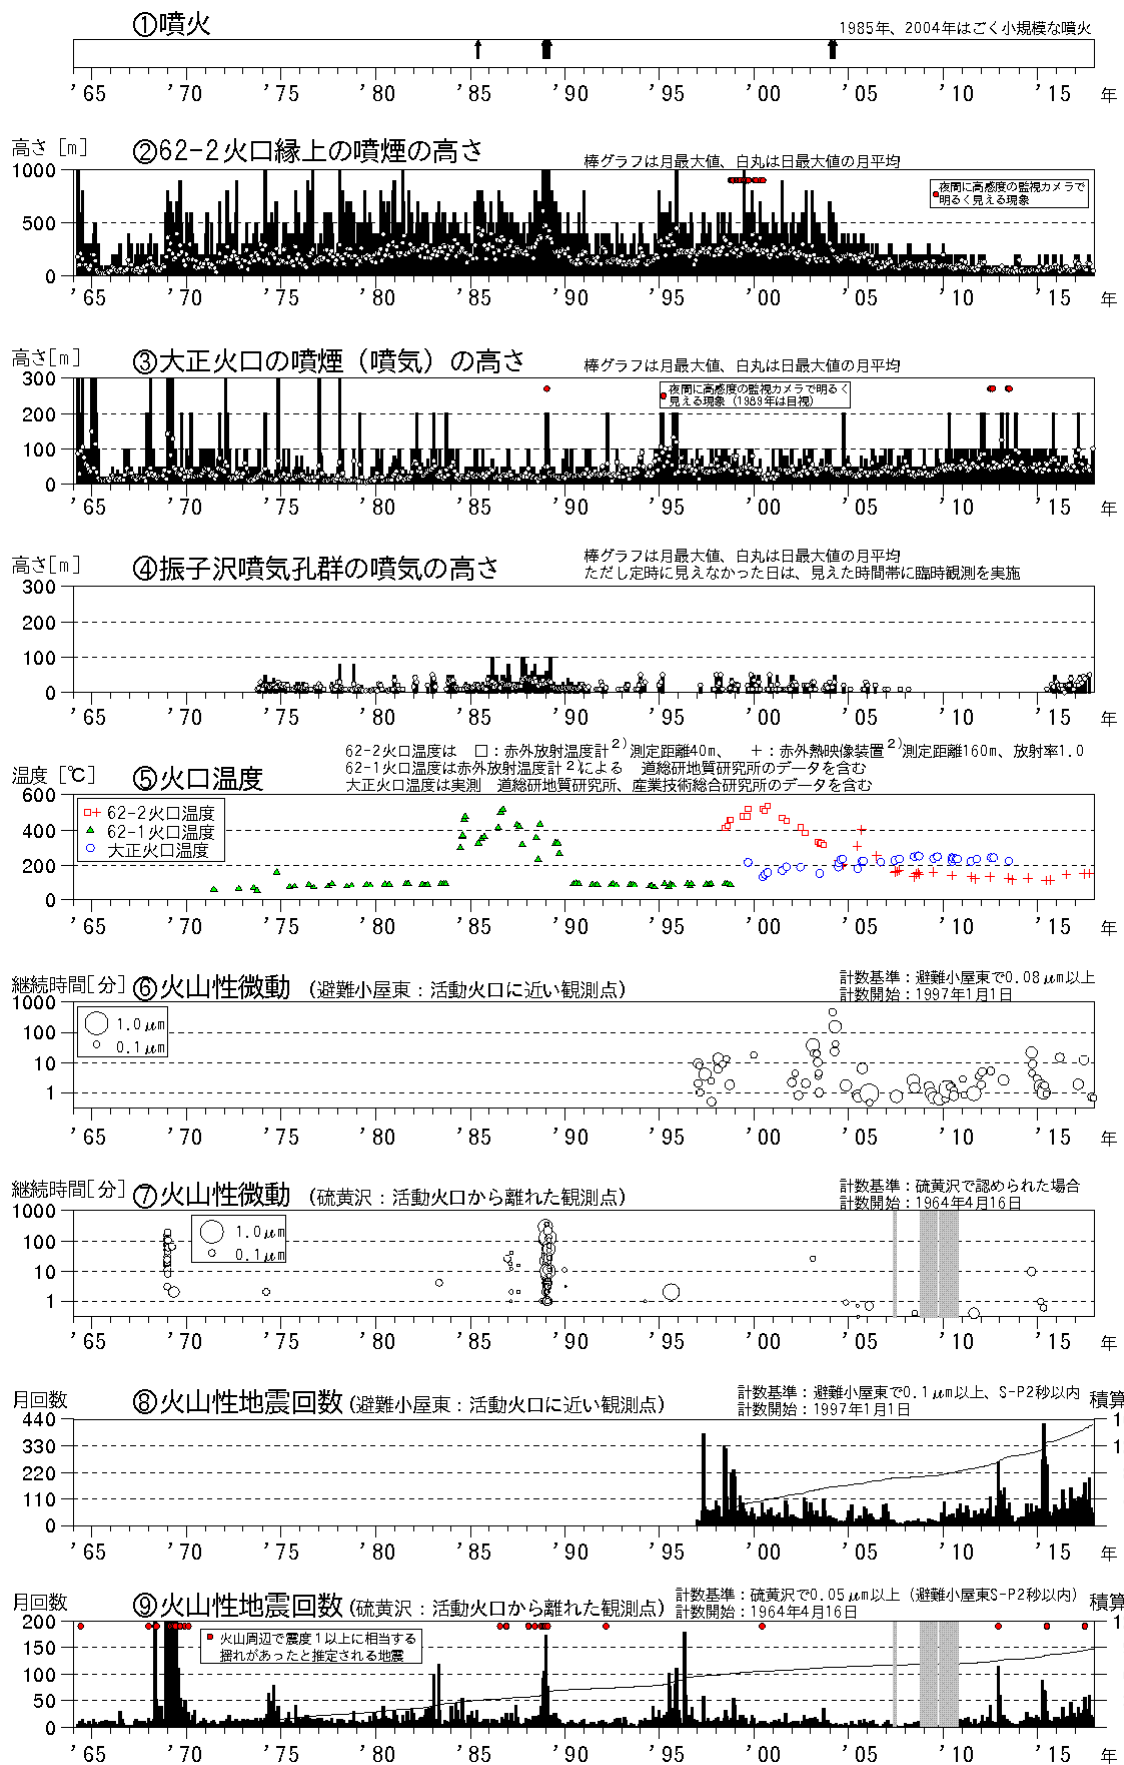 ①噴火
1985年、2004年はごく小規模な噴火
'65 '70 '75 '80 '85 '90 '95 '00 '05 '10 '15 年
高さ [m]
②62-2火口縁上の噴煙の高さ
棒グラフは月最大値、白丸は日最大値の月平均
1000
夜間に高感度の監視カメラで
明るく見える現象
500
0
'65 '70 '75 '80 '85 '90 '95 '00 '05 '10 '15 年
高さ[m]
③大正火口の噴煙（噴気）の高さ
棒グラフは月最大値、白丸は日最大値の月平均
300
夜間に高感度の監視カメラで明るく
見える現象（1989年は目視）
200
100
0
'65 '70 '75 '80 '85 '90 '95 '00 '05 '10 '15 年
高さ[m]
④振子沢噴気孔群の噴気の高さ
棒グラフは月最大値、白丸は日最大値の月平均
ただし定時に見えなかった日は、見えた時間帯に臨時観測を実施
300
200
100
0
'65 '70 '75 '80 '85 '90 '95 '00 '05 '10 '15 年
62-2火口温度は □：赤外放射温度計2)測定距離40m、 ＋：赤外熱映像装置2)測定距離160m、放射率1.0
62-1火口温度は赤外放射温度計2)による 道総研地質研究所のデータを含む
大正火口温度は実測 道総研地質研究所、産業技術総合研究所のデータを含む
温度 [℃]
⑤火口温度
600
62-2火口温度
62-1火口温度
大正火口温度
400
200
0
'65 '70 '75 '80 '85 '90 '95 '00 '05 '10 '15 年
継続時間[分]
⑥火山性微動 (避難小屋東：活動火口に近い観測点)
計数基準：避難小屋東で0.08μm以上
計数開始：1997年1月1日
1000
1.0μm
0.1μm
100
10
1
'65 '70 '75 '80 '85 '90 '95 '00 '05 '10 '15 年
継続時間[分]
⑦火山性微動 (硫黄沢：活動火口から離れた観測点)
計数基準：硫黄沢で認められた場合
計数開始：1964年4月16日
1000
1.0μm
0.1μm
100
10
1
'65 '70 '75 '80 '85 '90 '95 '00 '05 '10 '15 年
月回数
⑧火山性地震回数(避難小屋東：活動火口に近い観測点)
計数基準：避難小屋東で0.1μm以上、S-P2秒以内
計数開始：1997年1月1日
積算
440 1
330 1
220
110
0
'65 '70 '75 '80 '85 '90 '95 '00 '05 '10 '15 年
月回数
⑨火山性地震回数(硫黄沢：活動火口から離れた観測点)
計数基準：硫黄沢で0.05μm以上（避難小屋東S-P2秒以内）
計数開始：1964年4月16日
積算
200 1
火山周辺で震度1以上に相当する
揺れがあったと推定される地震
150
100
50
0
'65 '70 '75 '80 '85 '90 '95 '00 '05 '10 '15 年